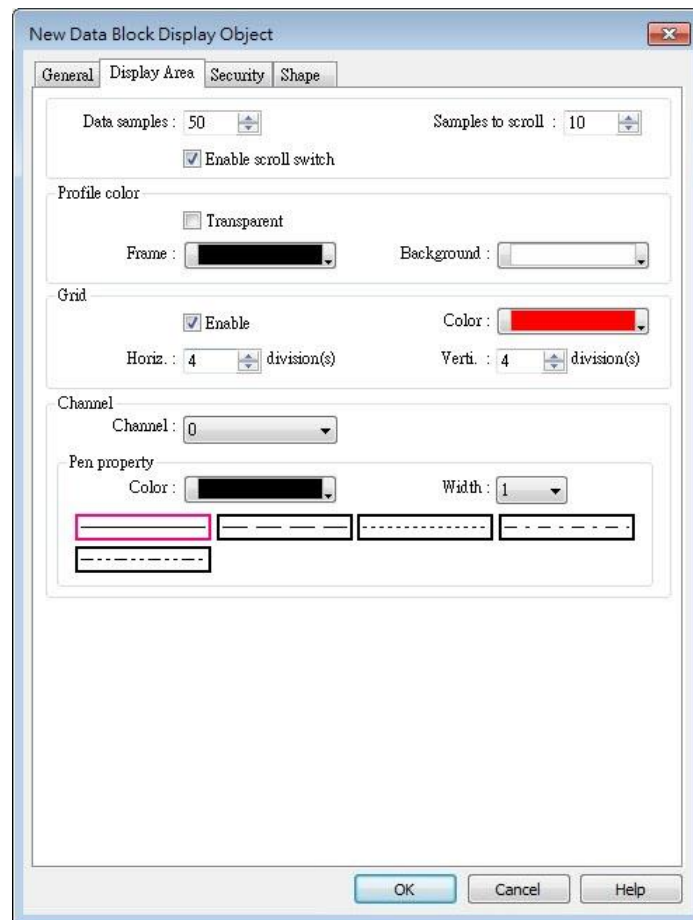 New Data Block Display Object
General Display Area Security Shape
Data samples : 50 Samples to scroll : 10
Enable scroll switch
Profile color
Transparent
Frame : Background :
Grid
Enable Color :
Horiz. : 4 division(s) Verti. : 4 division(s)
Channel
Channel : 0
Pen property
Color : Width : 1
OK Cancel Help